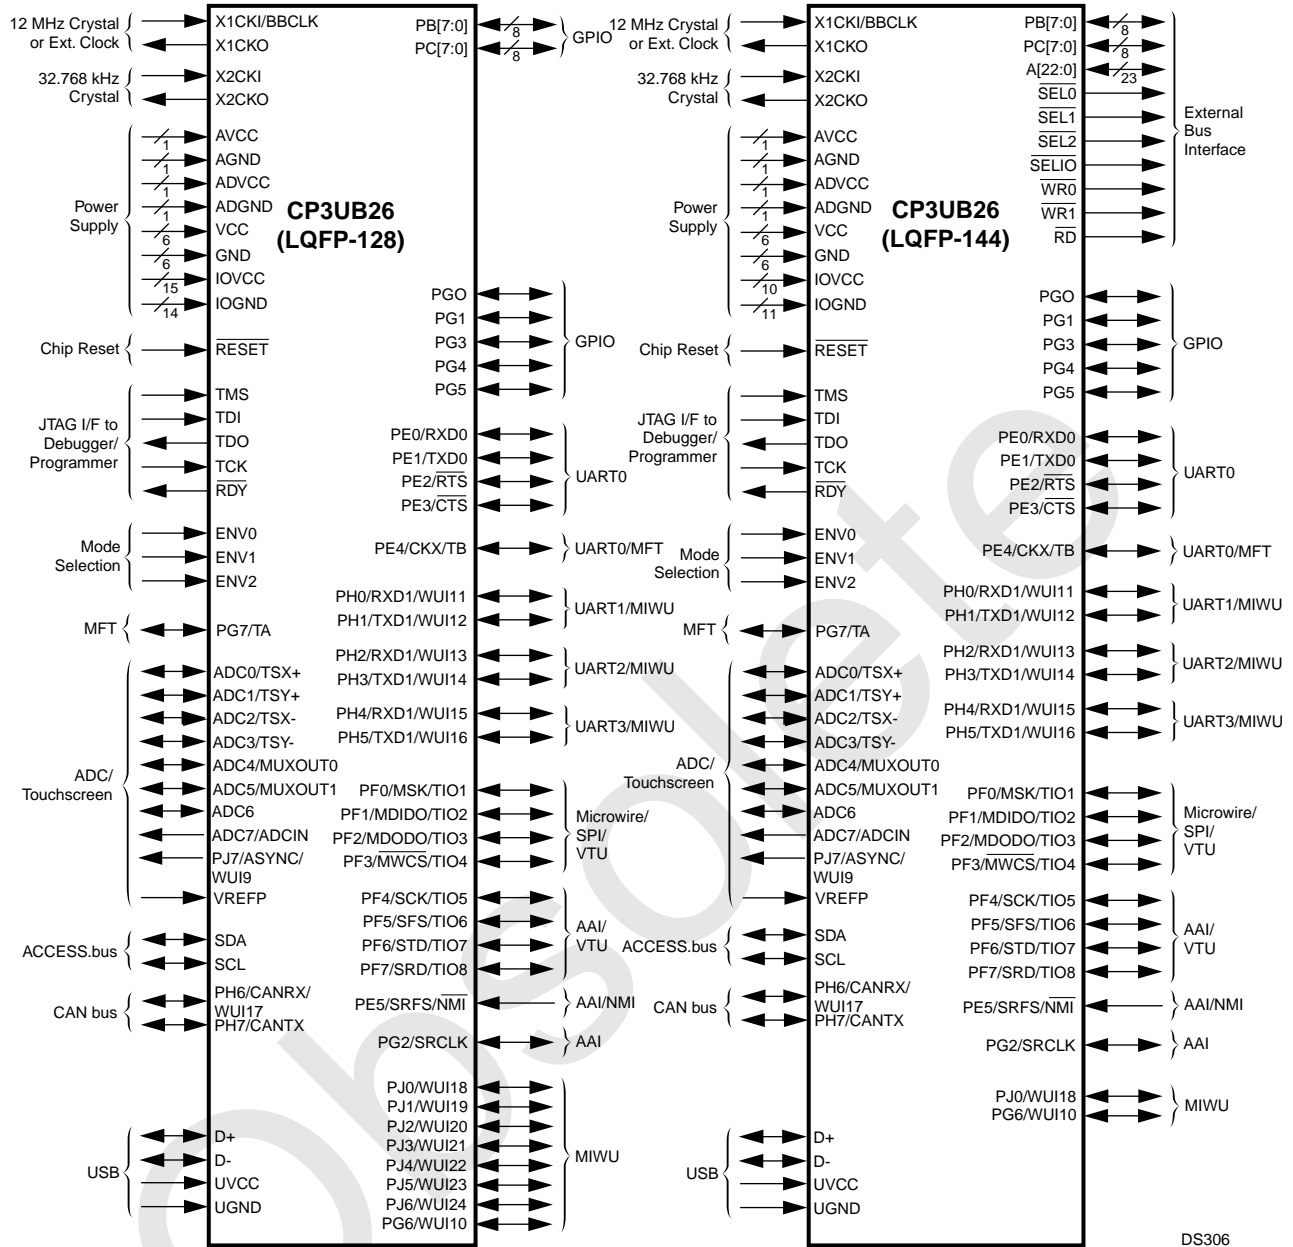 12 MHz Crystal
or Ext. Clock
X1CKI/BBCLK
X1CKO
32.768 kHz
Crystal
X2CKI
X2CKO
Power
Supply
1
AVCC
1
AGND
1
ADVCC
1
ADGND
6
VCC
6
GND
15
IOVCC
14
IOGND
Chip Reset
RESET
JTAG I/F to
Debugger/
Programmer
TMS
TDI
TDO
TCK
RDY
Mode
Selection
ENV0
ENV1
ENV2
MFT
PG7/TA
ADC/
Touchscreen
ADC0/TSX+
ADC1/TSY+
ADC2/TSX-
ADC3/TSY-
ADC4/MUXOUT0
ADC5/MUXOUT1
ADC6
ADC7/ADCIN
PJ7/ASYNC/
WUI9
VREFP
ACCESS.bus
SDA
SCL
CAN bus
PH6/CANRX/
WUI17
PH7/CANTX
USB
D+
D-
UVCC
UGND
CP3UB26
(LQFP-128)
PB[7:0]
8
PC[7:0]
8
GPIO
PGO
PG1
PG3
PG4
PG5
GPIO
PE0/RXD0
PE1/TXD0
PE2/RTS
PE3/CTS
UART0
PE4/CKX/TB
UART0/MFT
PH0/RXD1/WUI11
PH1/TXD1/WUI12
UART1/MIWU
PH2/RXD1/WUI13
PH3/TXD1/WUI14
UART2/MIWU
PH4/RXD1/WUI15
PH5/TXD1/WUI16
UART3/MIWU
PF0/MSK/TIO1
PF1/MDIDO/TIO2
PF2/MDODO/TIO3
PF3/MWCS/TIO4
Microwire/
SPI/
VTU
PF4/SCK/TIO5
PF5/SFS/TIO6
PF6/STD/TIO7
PF7/SRD/TIO8
AAI/
VTU
PE5/SRFS/NMI
AAI/NMI
PG2/SRCLK
AAI
PJ0/WUI18
PJ1/WUI19
PJ2/WUI20
PJ3/WUI21
PJ4/WUI22
PJ5/WUI23
PJ6/WUI24
PG6/WUI10
MIWU
12 MHz Crystal
or Ext. Clock
X1CKI/BBCLK
X1CKO
32.768 kHz
Crystal
X2CKI
X2CKO
Power
Supply
1
AVCC
1
AGND
1
ADVCC
1
ADGND
6
VCC
6
GND
10
IOVCC
11
IOGND
Chip Reset
RESET
JTAG I/F to
Debugger/
Programmer
TMS
TDI
TDO
TCK
RDY
Mode
Selection
ENV0
ENV1
ENV2
MFT
PG7/TA
ADC/
Touchscreen
ADC0/TSX+
ADC1/TSY+
ADC2/TSX-
ADC3/TSY-
ADC4/MUXOUT0
ADC5/MUXOUT1
ADC6
ADC7/ADCIN
PJ7/ASYNC/
WUI9
VREFP
ACCESS.bus
SDA
SCL
CAN bus
PH6/CANRX/
WUI17
PH7/CANTX
USB
D+
D-
UVCC
UGND
CP3UB26
(LQFP-144)
PB[7:0]
8
PC[7:0]
8
A[22:0]
23
SEL0
SEL1
SEL2
SELIO
WR0
WR1
RD
External
Bus
Interface
PGO
PG1
PG3
PG4
PG5
GPIO
PE0/RXD0
PE1/TXD0
PE2/RTS
PE3/CTS
UART0
PE4/CKX/TB
UART0/MFT
PH0/RXD1/WUI11
PH1/TXD1/WUI12
UART1/MIWU
PH2/RXD1/WUI13
PH3/TXD1/WUI14
UART2/MIWU
PH4/RXD1/WUI15
PH5/TXD1/WUI16
UART3/MIWU
PF0/MSK/TIO1
PF1/MDIDO/TIO2
PF2/MDODO/TIO3
PF3/MWCS/TIO4
Microwire/
SPI/
VTU
PF4/SCK/TIO5
PF5/SFS/TIO6
PF6/STD/TIO7
PF7/SRD/TIO8
AAI/
VTU
PE5/SRFS/NMI
AAI/NMI
PG2/SRCLK
AAI
PJ0/WUI18
PG6/WUI10
MIWU
DS306
Obsolete